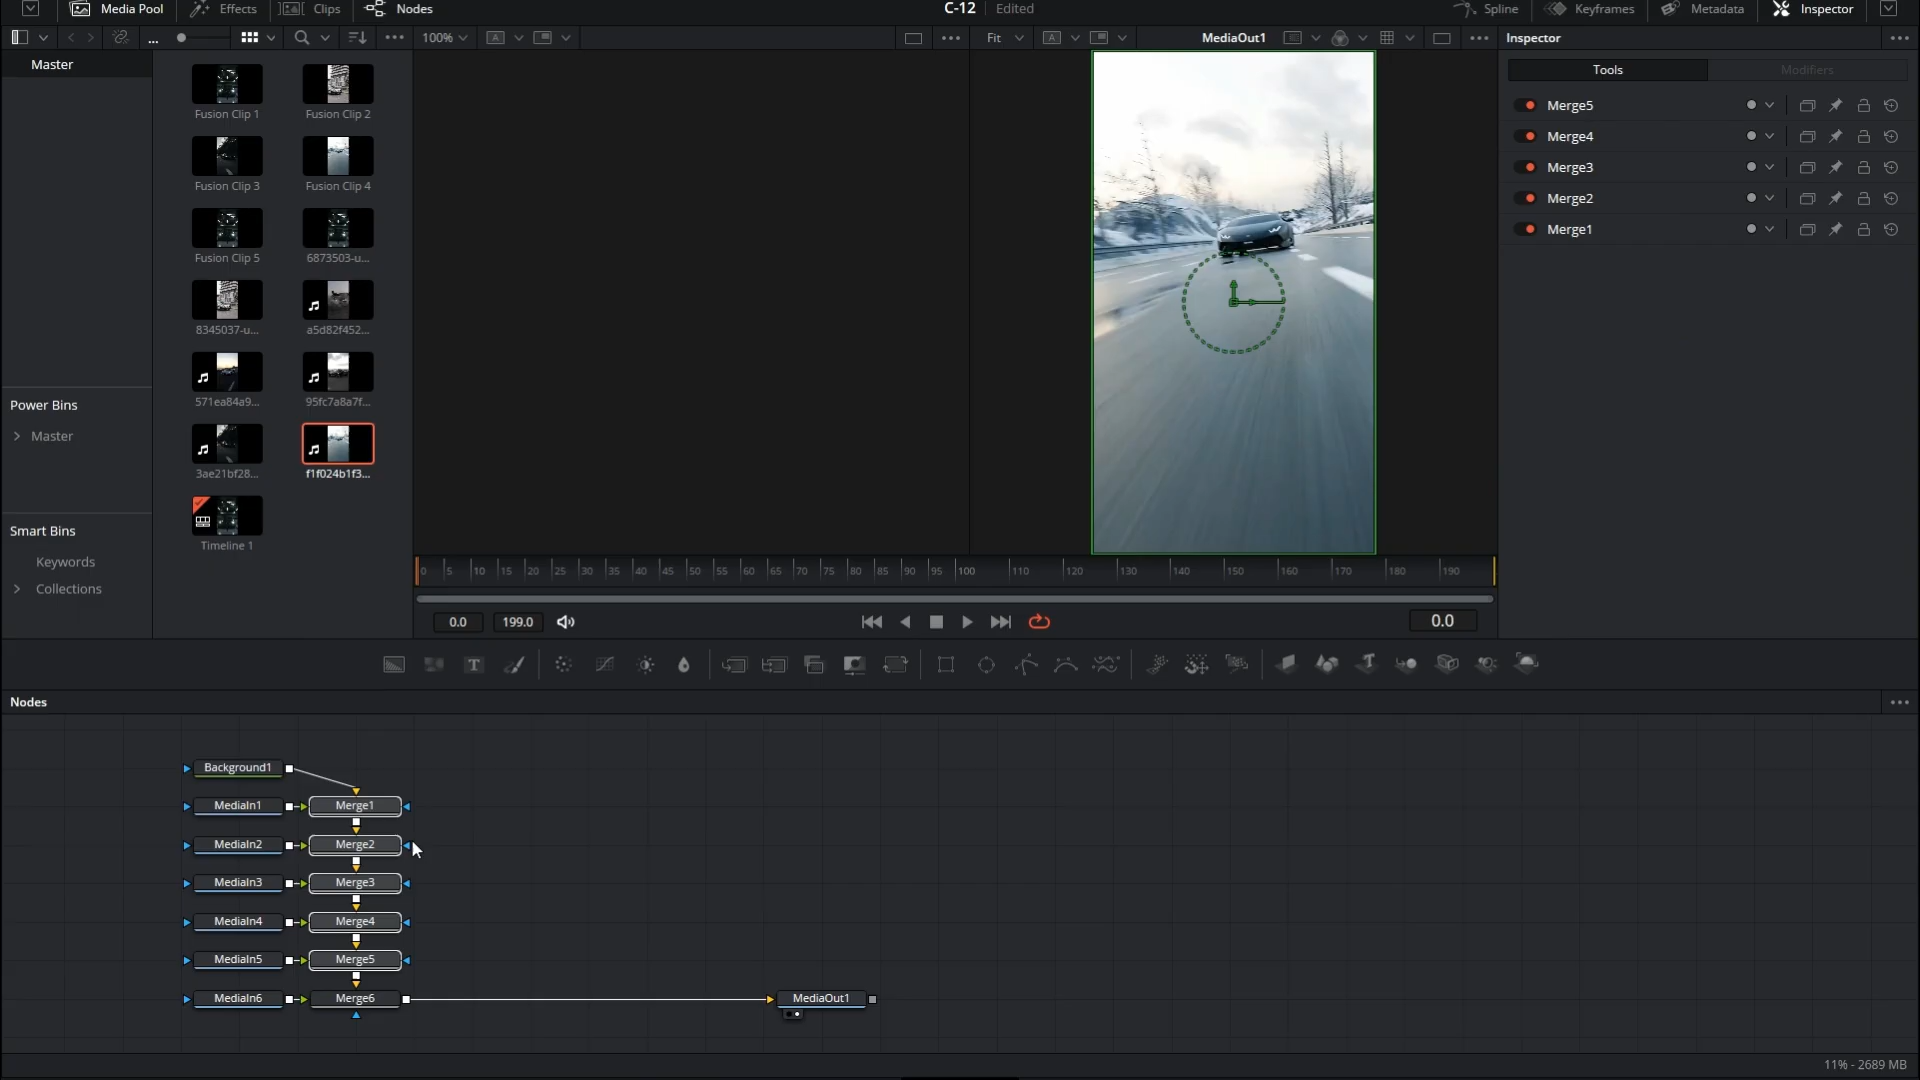 Media Pool Effects Clips Nodes C-12 Edited Spline Keyframes Metadata Inspector
... 100% Fit MediaOut1 Inspector
Master
Tools Modifiers
Fusion Clip 1 Fusion Clip 2
Fusion Clip 3 Fusion Clip 4
Fusion Clip 5 6873503-u...
8345037-u... a5d82f452...
571ea84a9... 95fc7a8a7f...
3ae21bf28... f1f024b1f3...
Timeline 1
Power Bins
Master
Smart Bins
Keywords
Collections
Merge5
Merge4
Merge3
Merge2
Merge1
0 5 10 15 20 25 30 35 40 45 50 55 60 65 70 75 80 85 90 95 100 110 120 130 140 150 160 170 180 190
0.0 199.0 0.0
T T
Nodes
Background1
MediaIn1 Merge1
MediaIn2 Merge2
MediaIn3 Merge3
MediaIn4 Merge4
MediaIn5 Merge5
MediaIn6 Merge6 MediaOut1
11% - 2689 MB